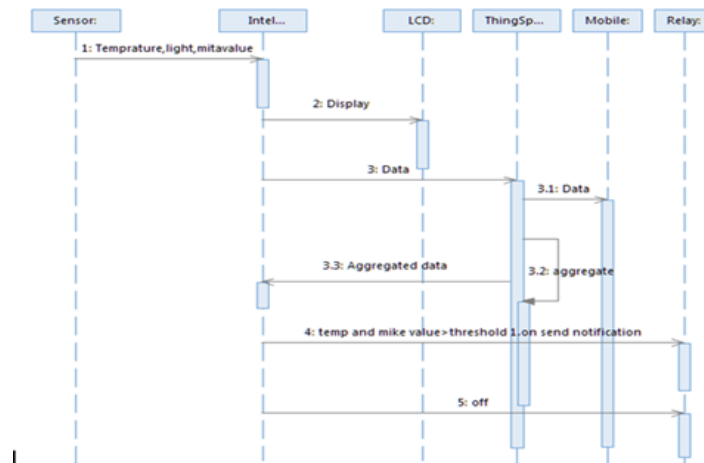 Sensor:
Intel...
LCD:
ThingSp...
Mobile:
Relay:
1: Temprature,light,mitavalue
2: Display
3: Data
3.1: Data
3.2: aggregate
3.3: Aggregated data
4: temp and mike value>threshold 1.on send notification
5: off